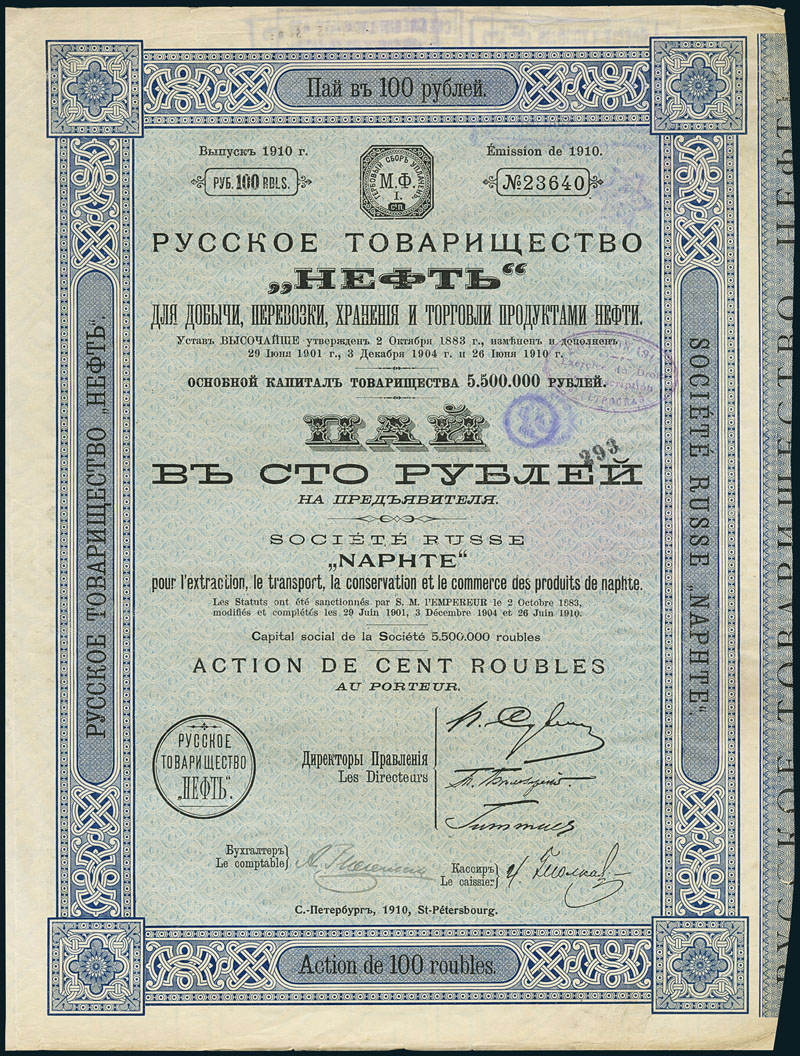 Пай въ 100 рублей.
Выпускъ 1910 г.
Émission de 1910.
РУБ. 100 RBLS.
ГЕРБОВЫЙ СБОРЪ УПЛАЧЕНЪ
М.Ф.
I.
№23640
РУССКОЕ ТОВАРИЩЕСТВО
„НЕФТЬ“
ДЛЯ ДОБЫЧИ, ПЕРЕВОЗКИ, ХРАНЕНІЯ И ТОРГОВЛИ ПРОДУКТАМИ НЕФТИ.
Уставъ ВЫСОЧАЙШЕ утвержденъ 2 Октября 1883 г., измѣненъ и дополненъ
29 Іюня 1901 г., 3 Декабря 1904 г. и 26 Іюня 1910 г.
ОСНОВНОЙ КАПИТАЛЪ ТОВАРИЩЕСТВА 5.500.000 РУБЛЕЙ.
ПАЙ
293
ВЪ СТО РУБЛЕЙ
НА ПРЕДЪЯВИТЕЛЯ.
SOCIÉTÉ RUSSE
„NAPHTE“
pour l'extraction, le transport, la conservation et le commerce des produits de naphte.
Les Statuts ont été sanctionnés par S. M. l'EMPEREUR le 2 Octobre 1883,
modifiés et complétés les 29 Juin 1901, 3 Décembre 1904 et 26 Juin 1910.
Capital social de la Société 5.500.000 roubles
ACTION DE CENT ROUBLES
AU PORTEUR.
РУССКОЕ
ТОВАРИЩЕСТВО
„НЕФТЬ“.
Директоры Правленія
Les Directeurs
Бухгалтеръ
Le comptable
Кассиръ
Le caissier
С.-Петербургъ, 1910, St-Pétersbourg.
Action de 100 roubles.
РУССКОЕ ТОВАРИЩЕСТВО „НЕФТЬ“.
SOCIÉTÉ RUSSE „NAPHTE“.
РУССКОЕ ТОВАРИЩЕСТВО НЕФТЬ